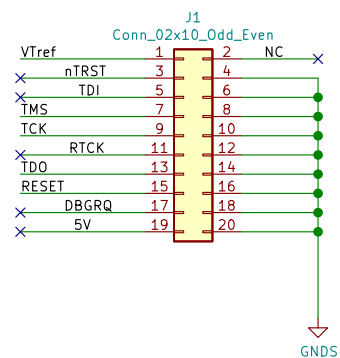 J1
Conn_02x10_Odd_Even
VTref 1 2 NC
nTRST 3 4
TDI 5 6
TMS 7 8
TCK 9 10
RTCK 11 12
TDO 13 14
RESET 15 16
DBGRQ 17 18
5V 19 20
GNDS